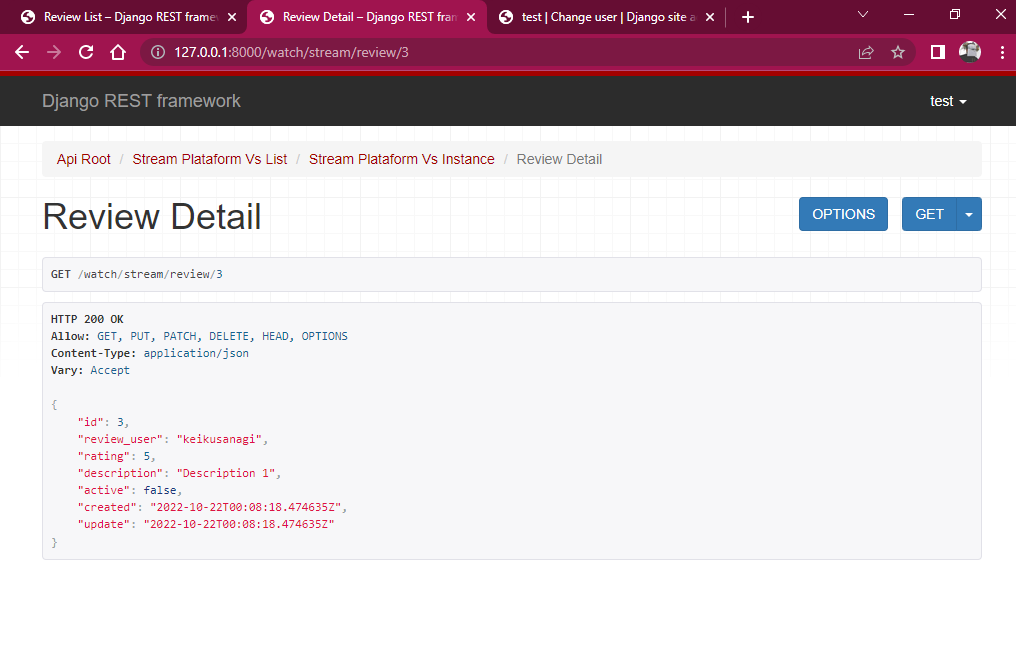 Review List – Django REST framew
Review Detail – Django REST fran
test | Change user | Django site a
127.0.0.1:8000/watch/stream/review/3
Django REST framework
test
Api Root / Stream Plataform Vs List / Stream Plataform Vs Instance / Review Detail
Review Detail
OPTIONS
GET
GET /watch/stream/review/3
HTTP 200 OK
Allow: GET, PUT, PATCH, DELETE, HEAD, OPTIONS
Content-Type: application/json
Vary: Accept
{
"id": 3,
"review_user": "keikusanagi",
"rating": 5,
"description": "Description 1",
"active": false,
"created": "2022-10-22T00:08:18.474635Z",
"update": "2022-10-22T00:08:18.474635Z"
}